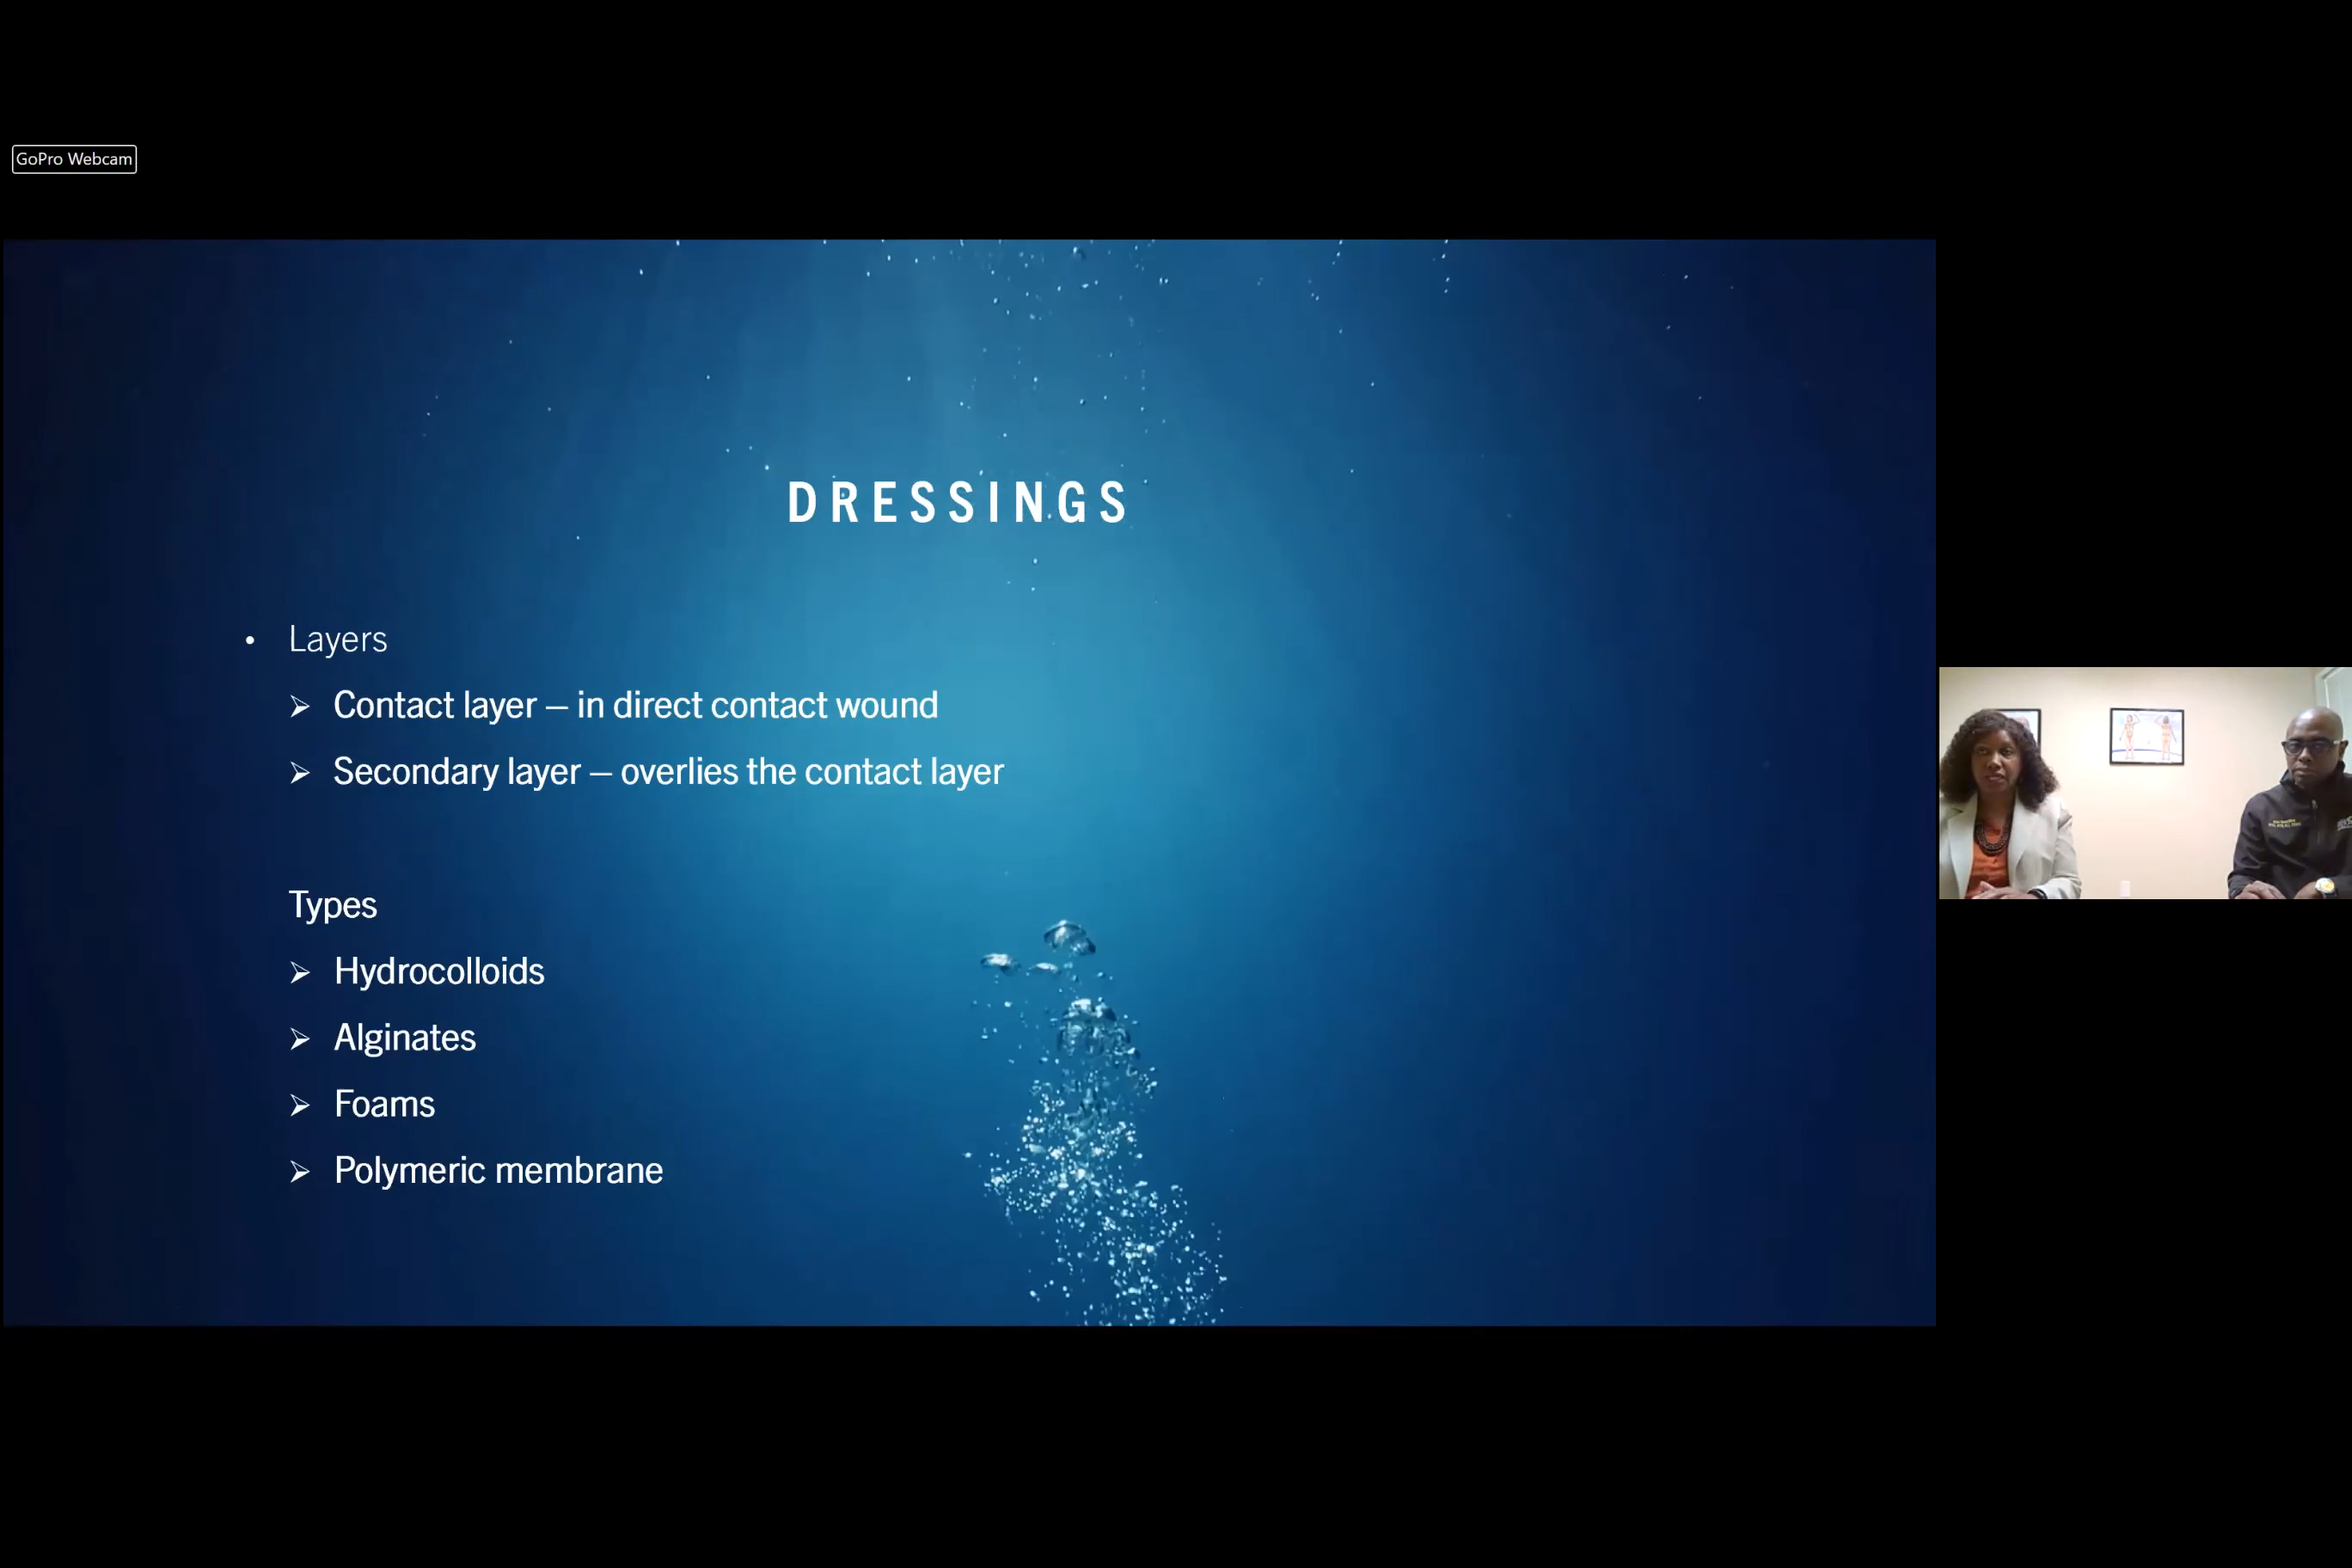 GoPro Webcam
DRESSINGS
• Layers
➢ Contact layer – in direct contact wound
➢ Secondary layer – overlies the contact layer
Types
➢ Hydrocolloids
➢ Alginates
➢ Foams
➢ Polymeric membrane